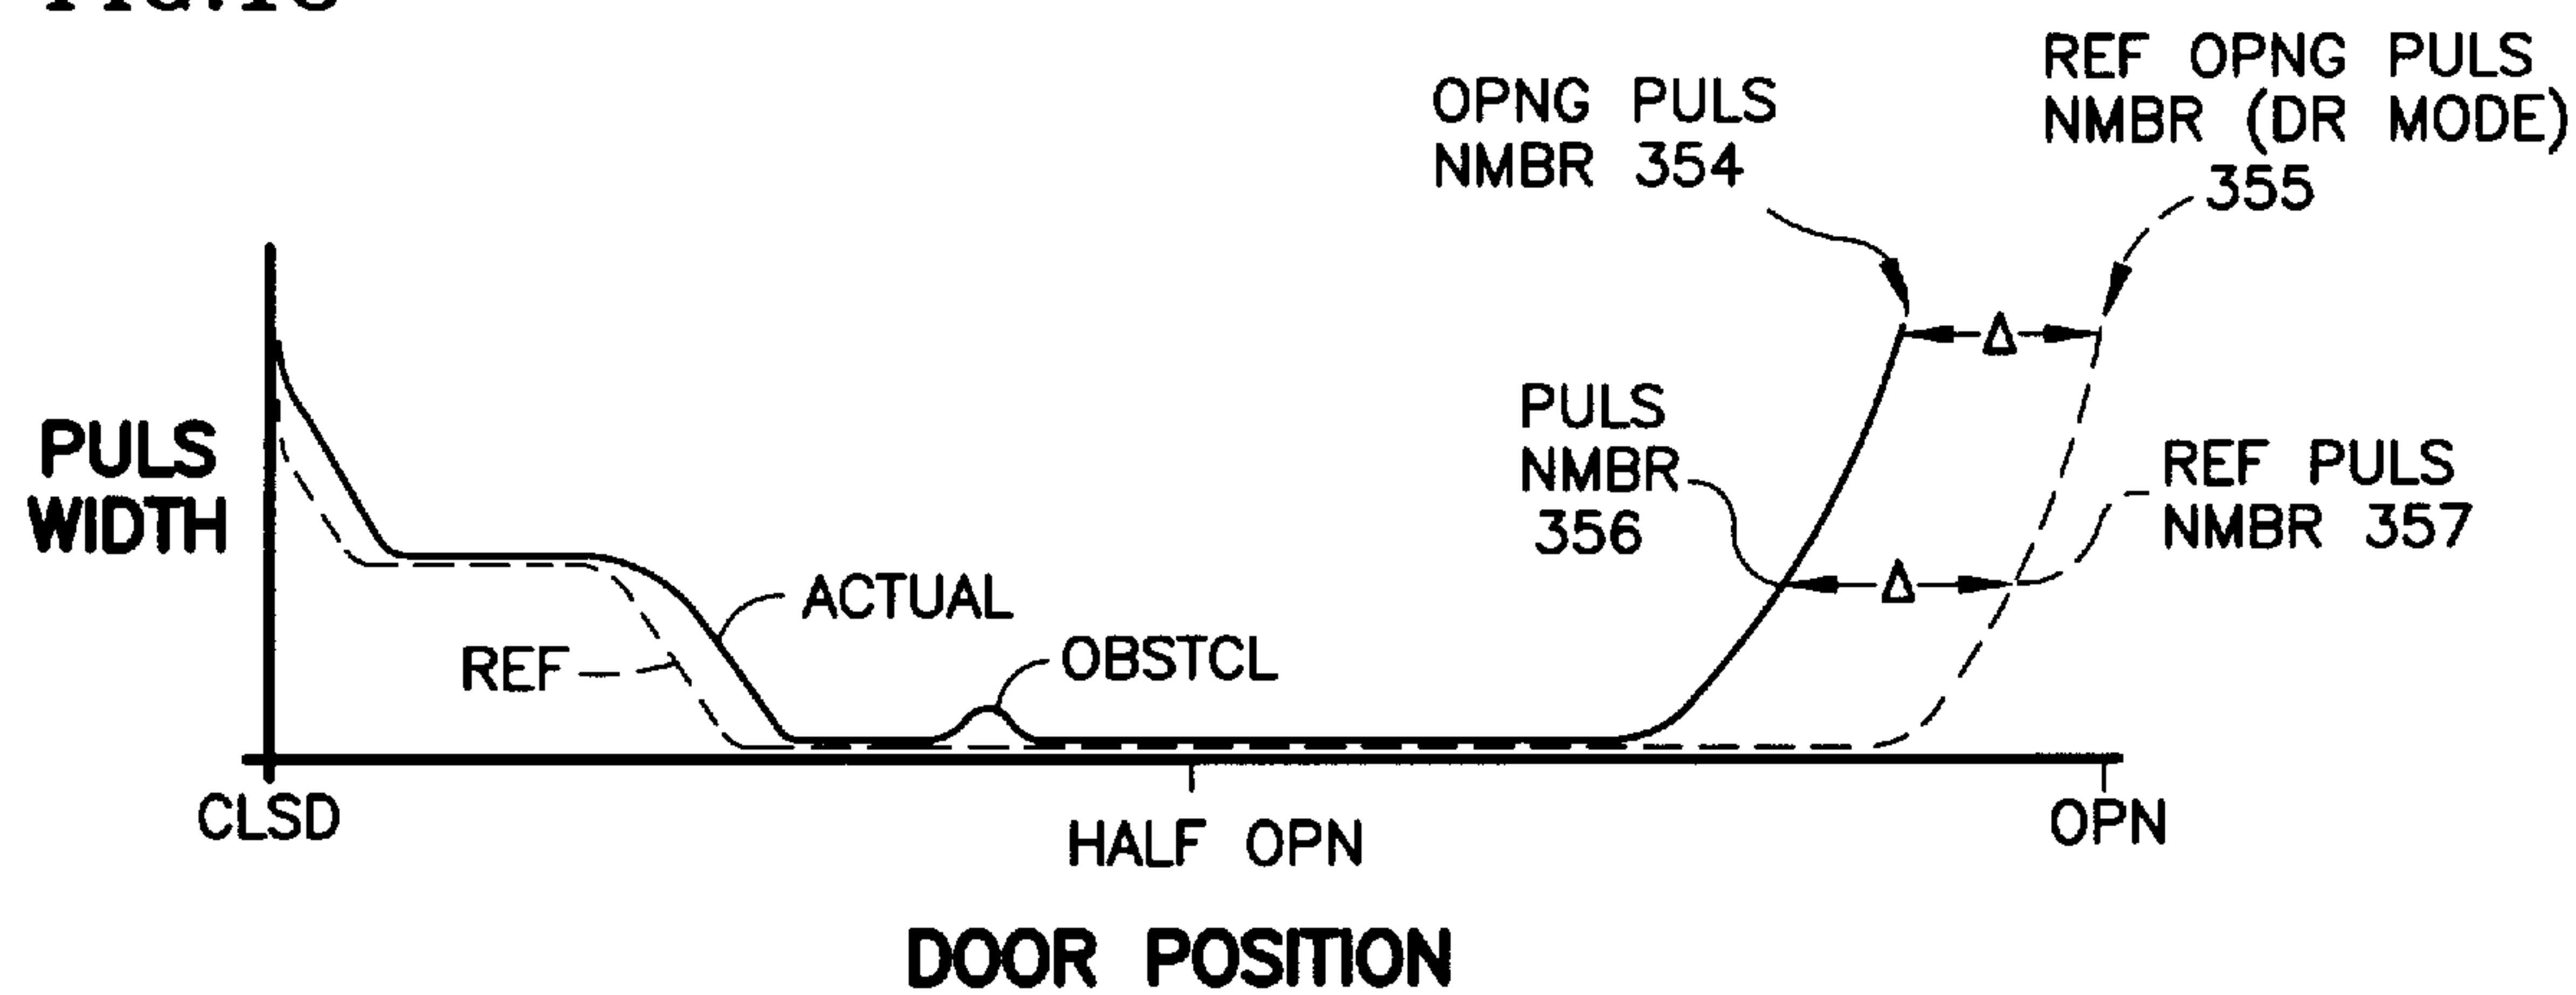 REF OPNG PULS
NMBR (DR MODE)
355
OPNG PULS
NMBR 354
Δ
PULS
NMBR
356
REF PULS
NMBR 357
Δ
PULS
WIDTH
ACTUAL
REF
OBSTCL
CLSD
HALF OPN
OPN
DOOR POSITION